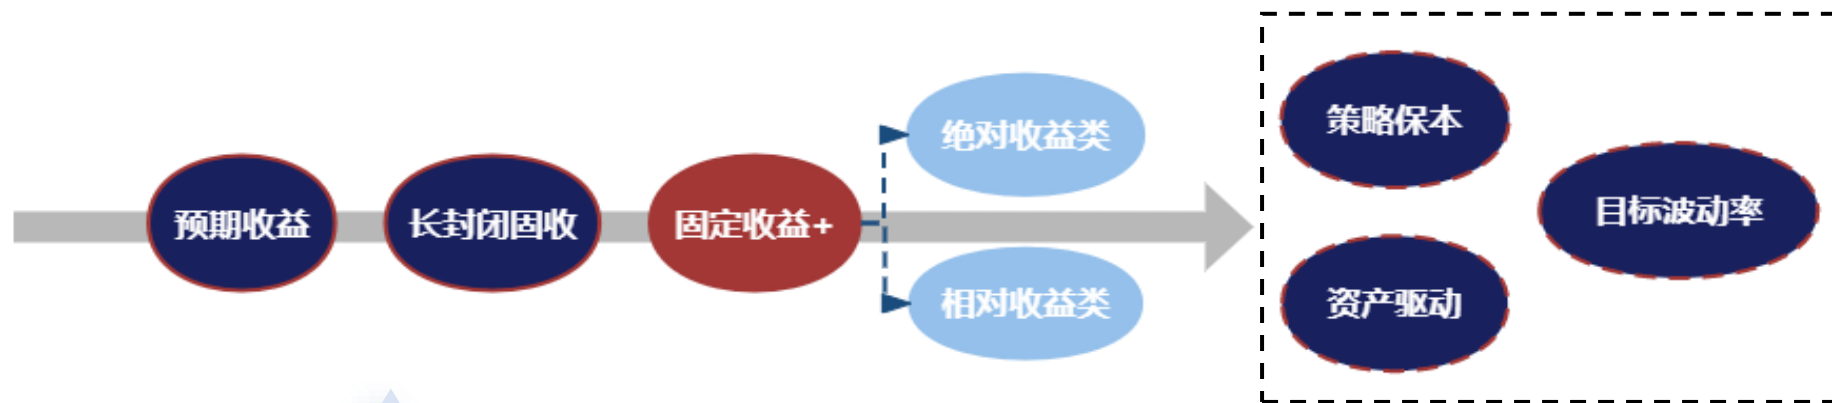 预期收益
长封闭固收
固定收益+
绝对收益类
相对收益类
策略保本
资产驱动
目标波动率